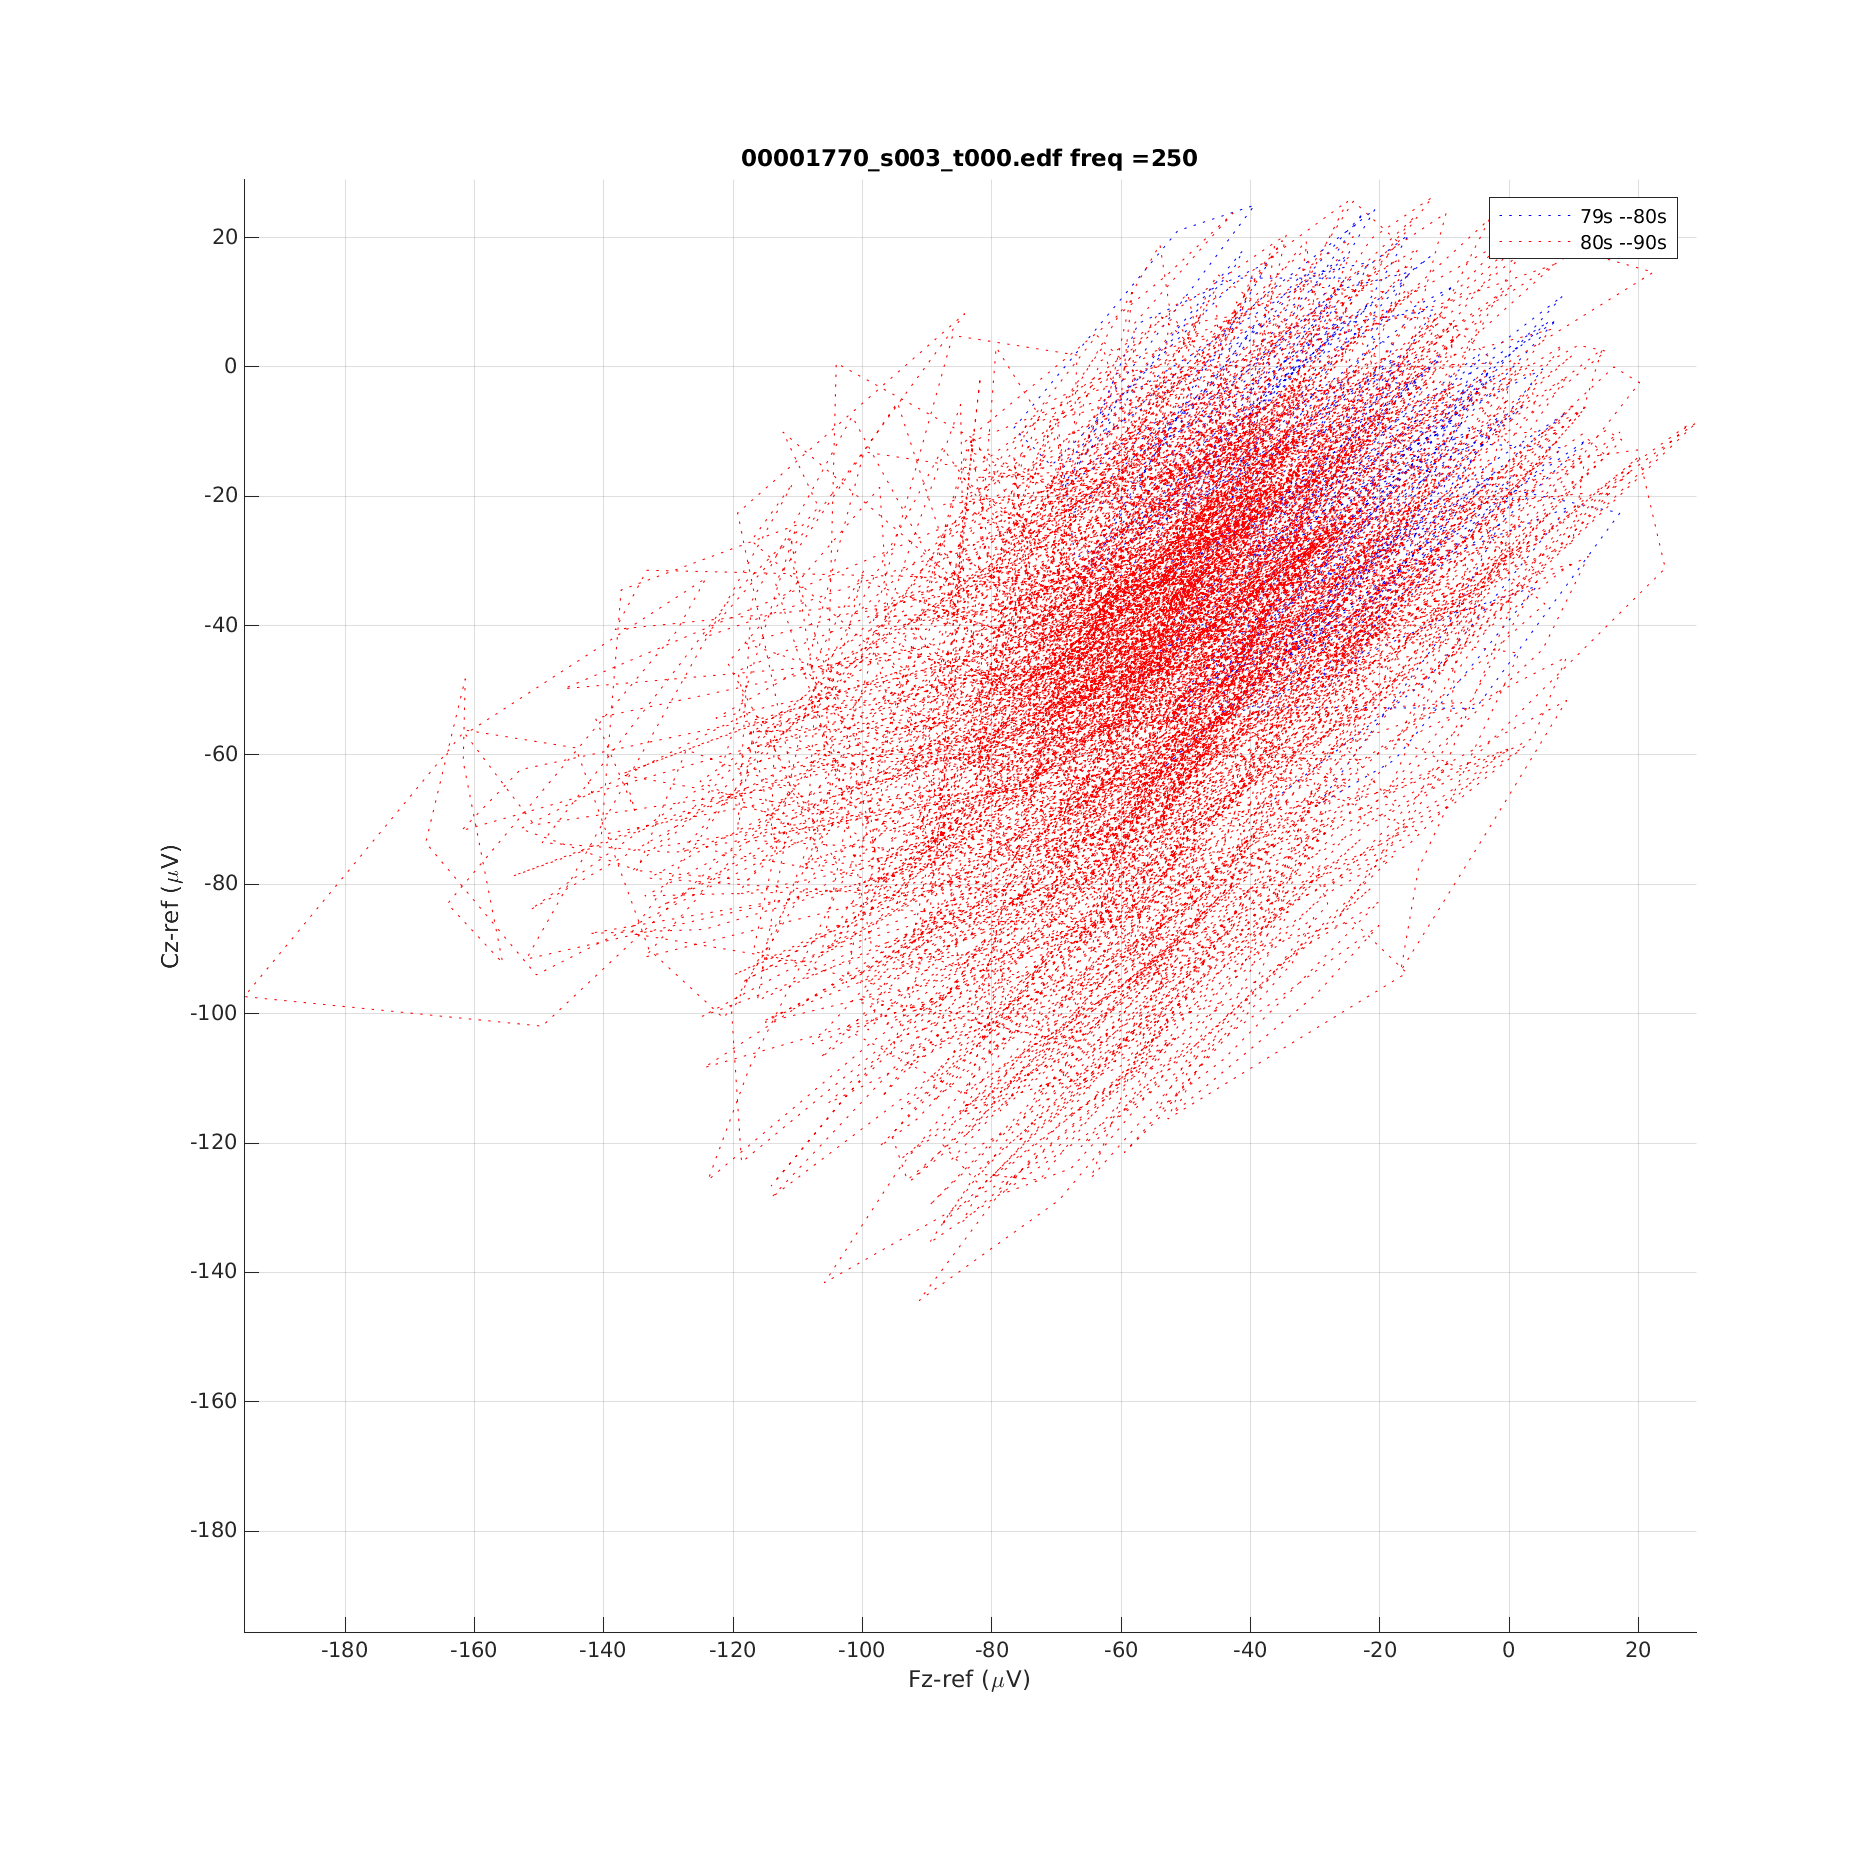 00001770_s003_t000.edf freq =250
79s --80s
80s --90s
20
0
-20
-40
-60
-80
-100
-120
-140
-160
-180
Cz-ref (μV)
-180 -160 -140 -120 -100 -80 -60 -40 -20 0 20
Fz-ref (μV)